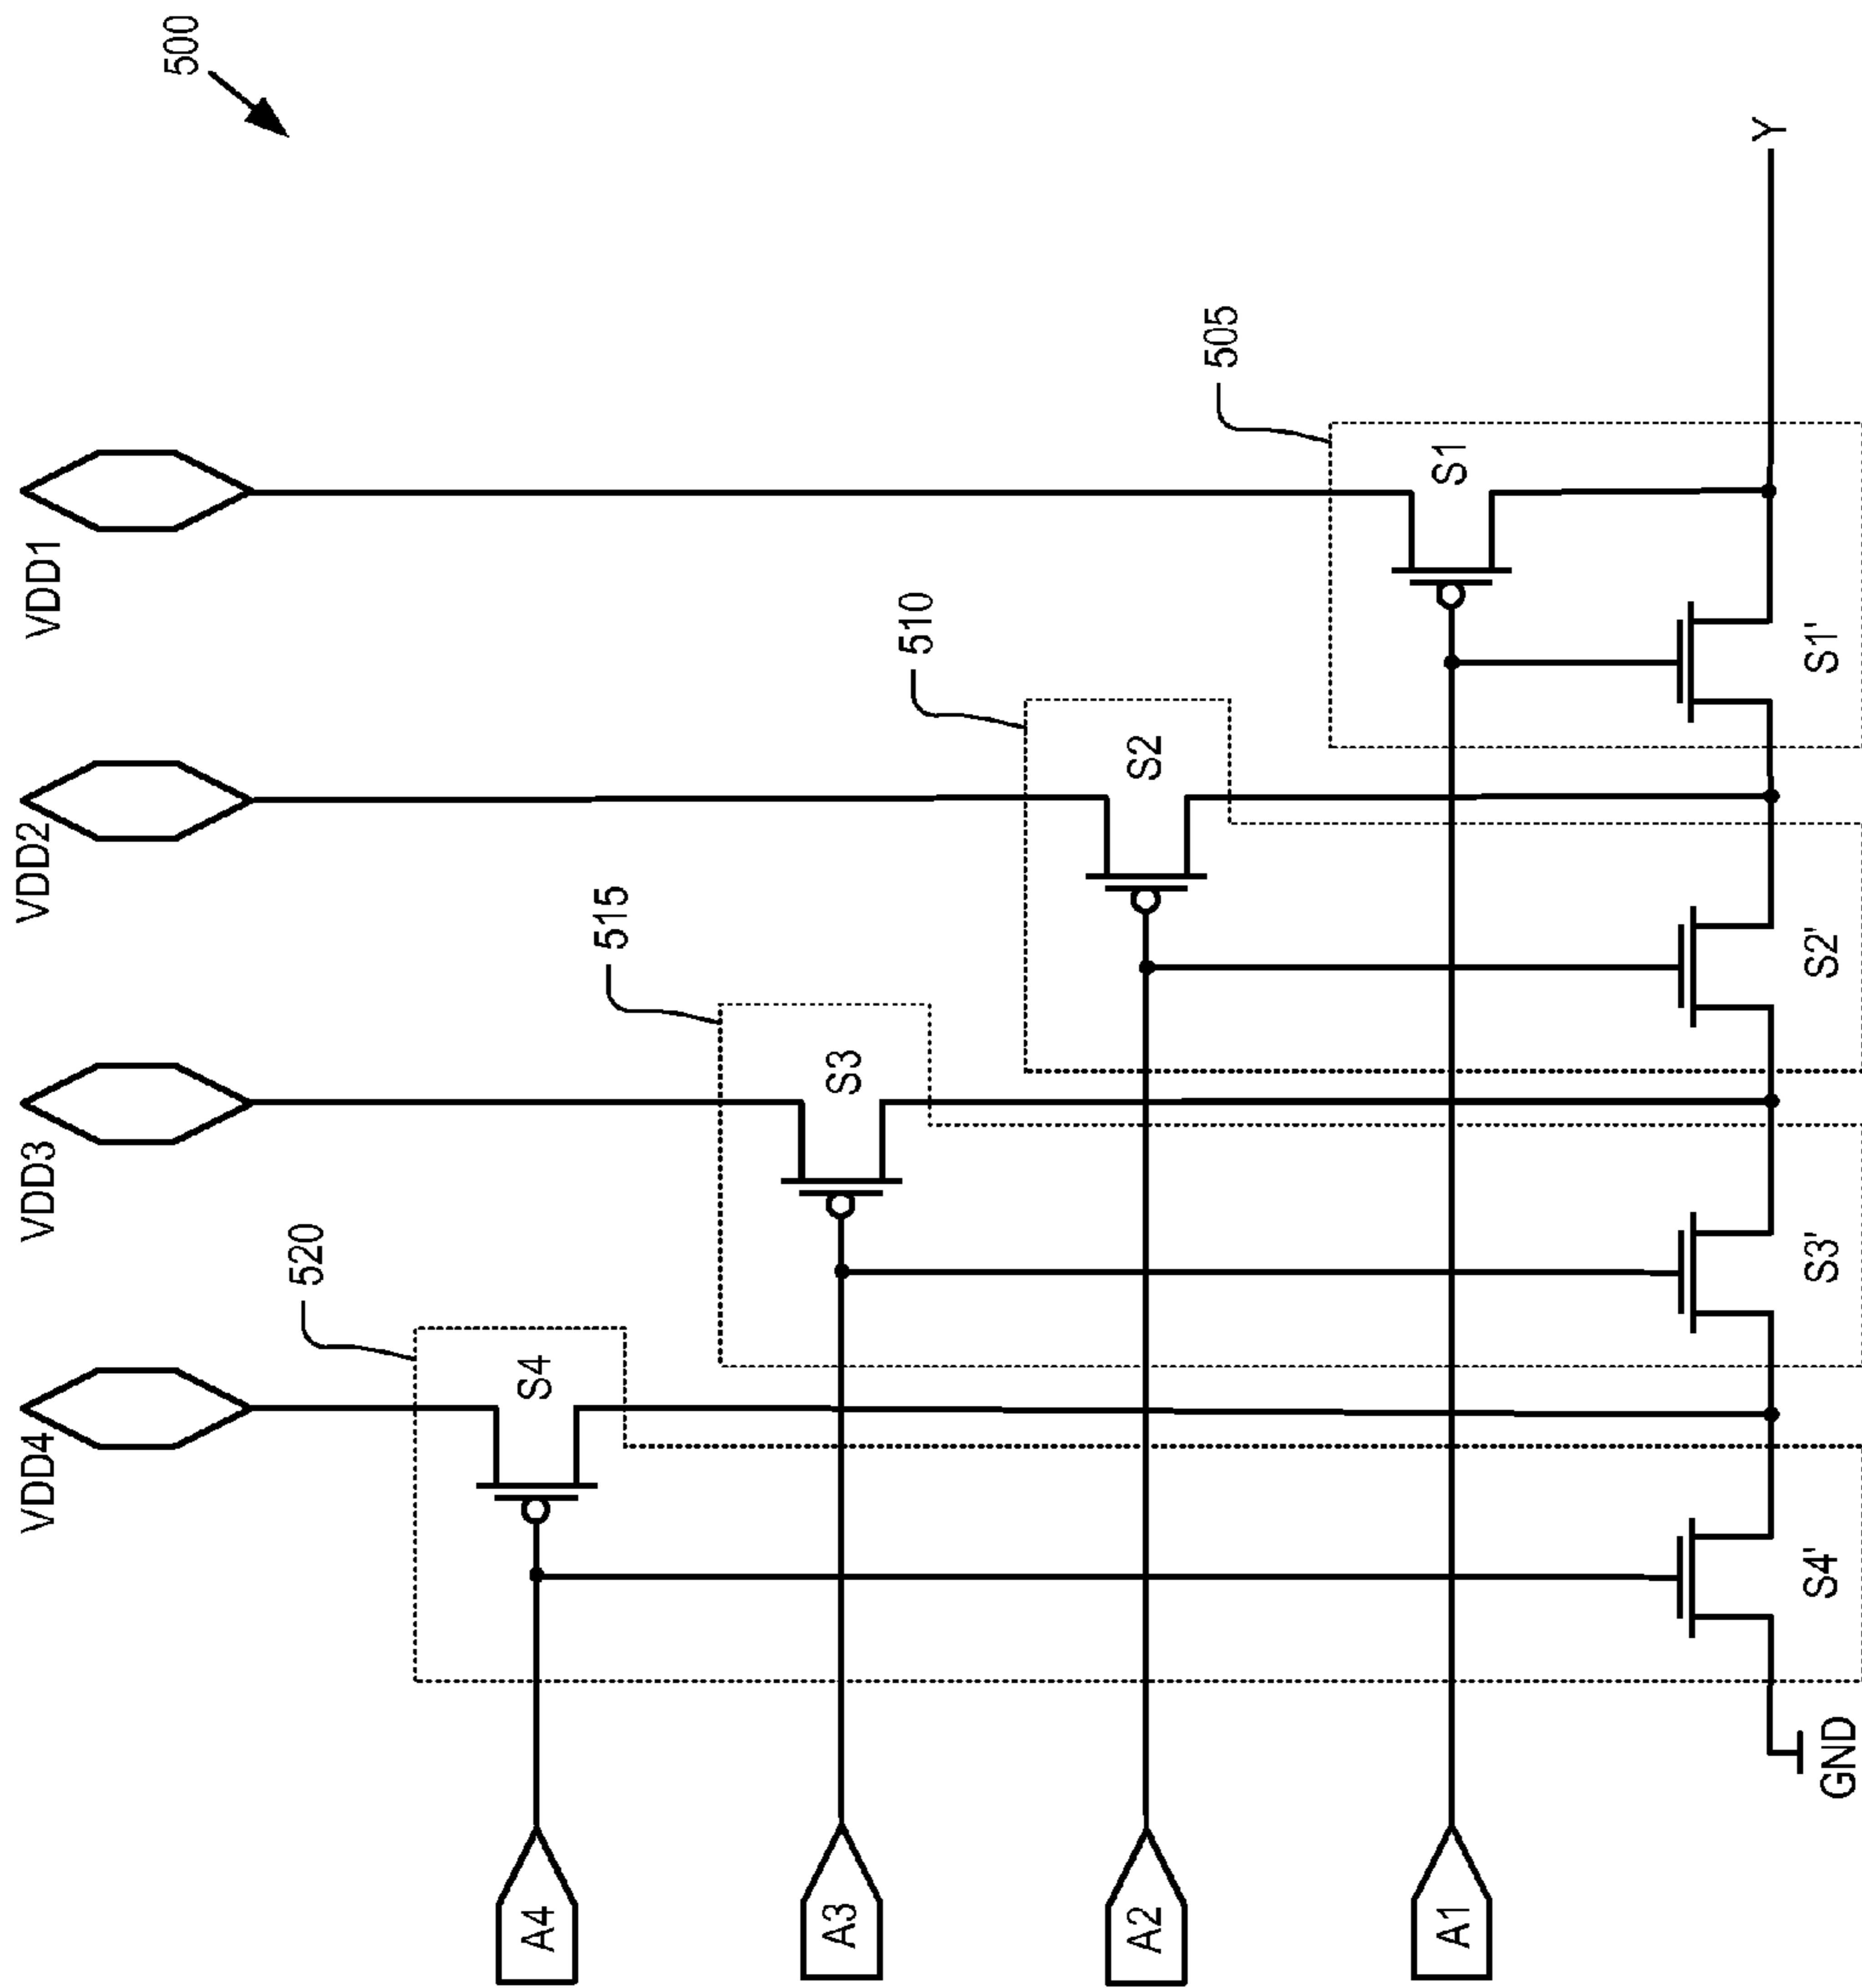 500
VDD4
VDD3
VDD2
VDD1
520
515
510
505
S4
S3
S2
S1
A4
A3
A2
A1
S4'
S3'
S2'
S1'
GND
Y